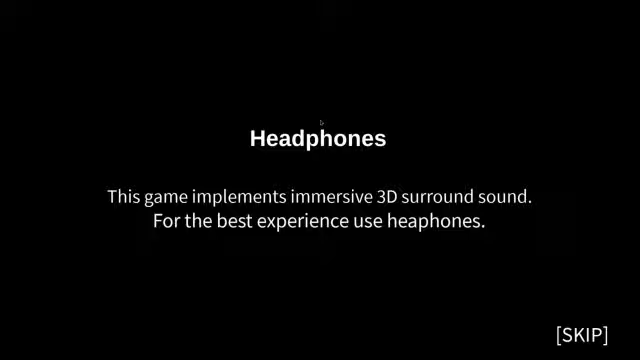 Headphones
This game implements immersive 3D surround sound.
For the best experience use heaphones.
[SKIP]